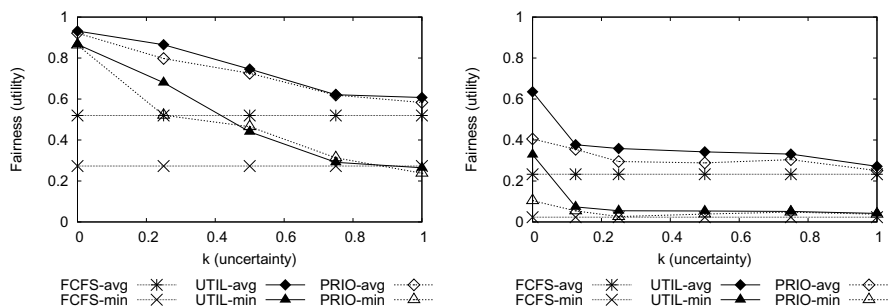 1
0.8
0.6
0.4
0.2
0
Fairness (utility)
0 0.2 0.4 0.6 0.8 1
k (uncertainty)
FCFS-avg UTIL-avg PRIO-avg
FCFS-min UTIL-min PRIO-min
1
0.8
0.6
0.4
0.2
0
Fairness (utility)
0 0.2 0.4 0.6 0.8 1
k (uncertainty)
FCFS-avg UTIL-avg PRIO-avg
FCFS-min UTIL-min PRIO-min